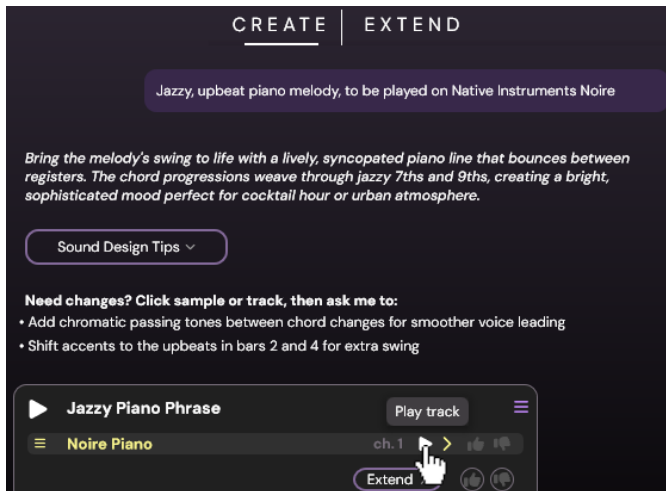 CREATE EXTEND
Jazzy, upbeat piano melody, to be played on Native Instruments Noire
Bring the melody's swing to life with a lively, syncopated piano line that bounces between
registers. The chord progressions weave through jazzy 7ths and 9ths, creating a bright,
sophisticated mood perfect for cocktail hour or urban atmosphere.
Sound Design Tips
Need changes? Click sample or track, then ask me to:
• Add chromatic passing tones between chord changes for smoother voice leading
• Shift accents to the upbeats in bars 2 and 4 for extra swing
Jazzy Piano Phrase
Play track
Noire Piano ch. 1
Extend